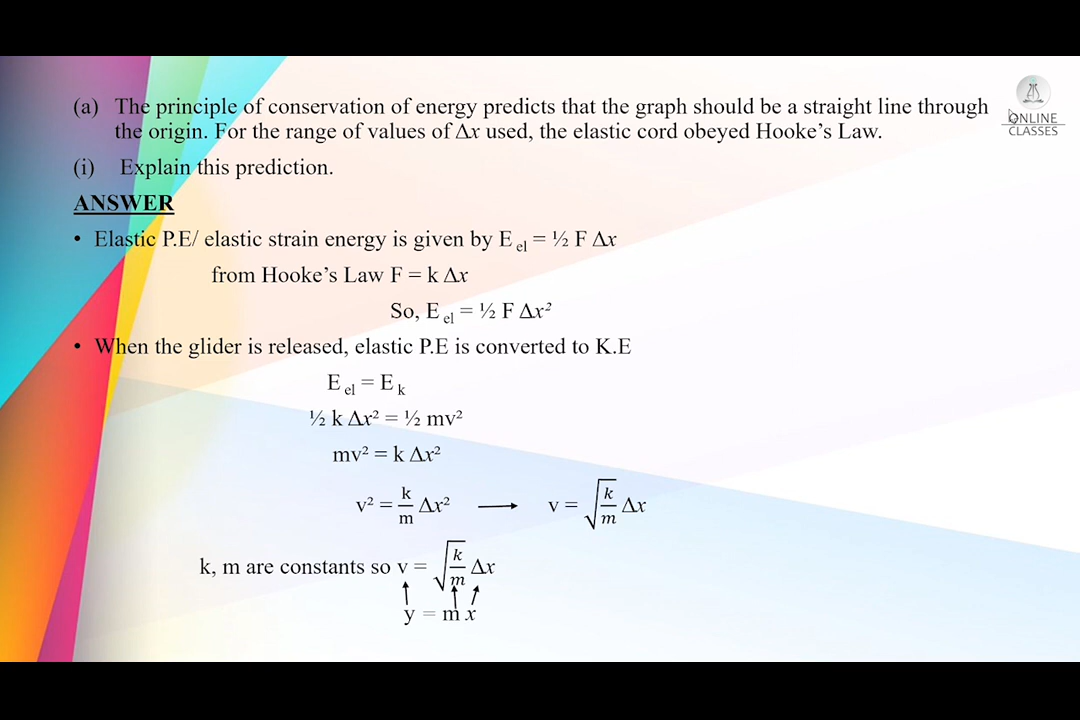 (a) The principle of conservation of energy predicts that the graph should be a straight line through
the origin. For the range of values of Δx used, the elastic cord obeyed Hooke's Law.
ONLINE
CLASSES
(i) Explain this prediction.
ANSWER
• Elastic P.E/ elastic strain energy is given by E el = ½ F Δx
from Hooke's Law F = k Δx
So, E el = ½ F Δx²
• When the glider is released, elastic P.E is converted to K.E
E el = E k
½ k Δx² = ½ mv²
mv² = k Δx²
v² = k/m Δx² → v = √(k/m) Δx
k, m are constants so v = √(k/m) Δx
↑ ↑ ↑
y = m x